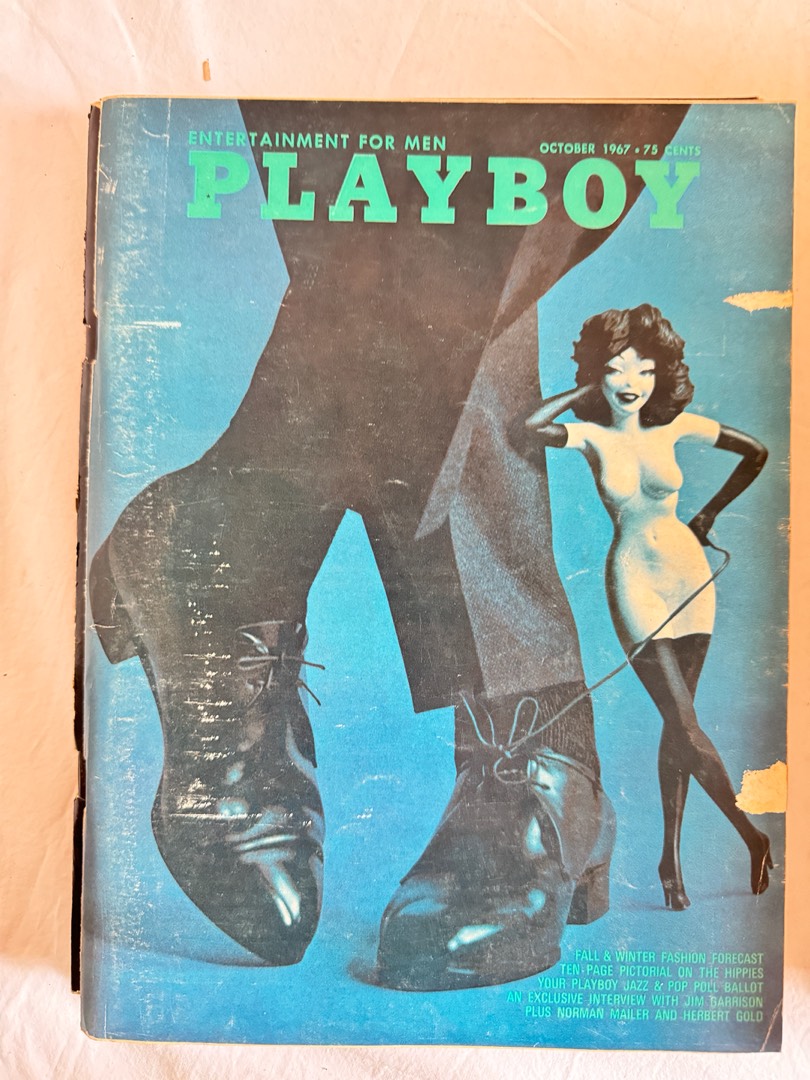 ENTERTAINMENT FOR MEN
OCTOBER 1967 • 75 CENTS
PLAYBOY
FALL & WINTER FASHION FORECAST
TEN-PAGE PICTORIAL ON THE HIPPIES
YOUR PLAYBOY JAZZ & POP POLL BALLOT
AN EXCLUSIVE INTERVIEW WITH JIM GARRISON
PLUS NORMAN MAILER AND HERBERT GOLD